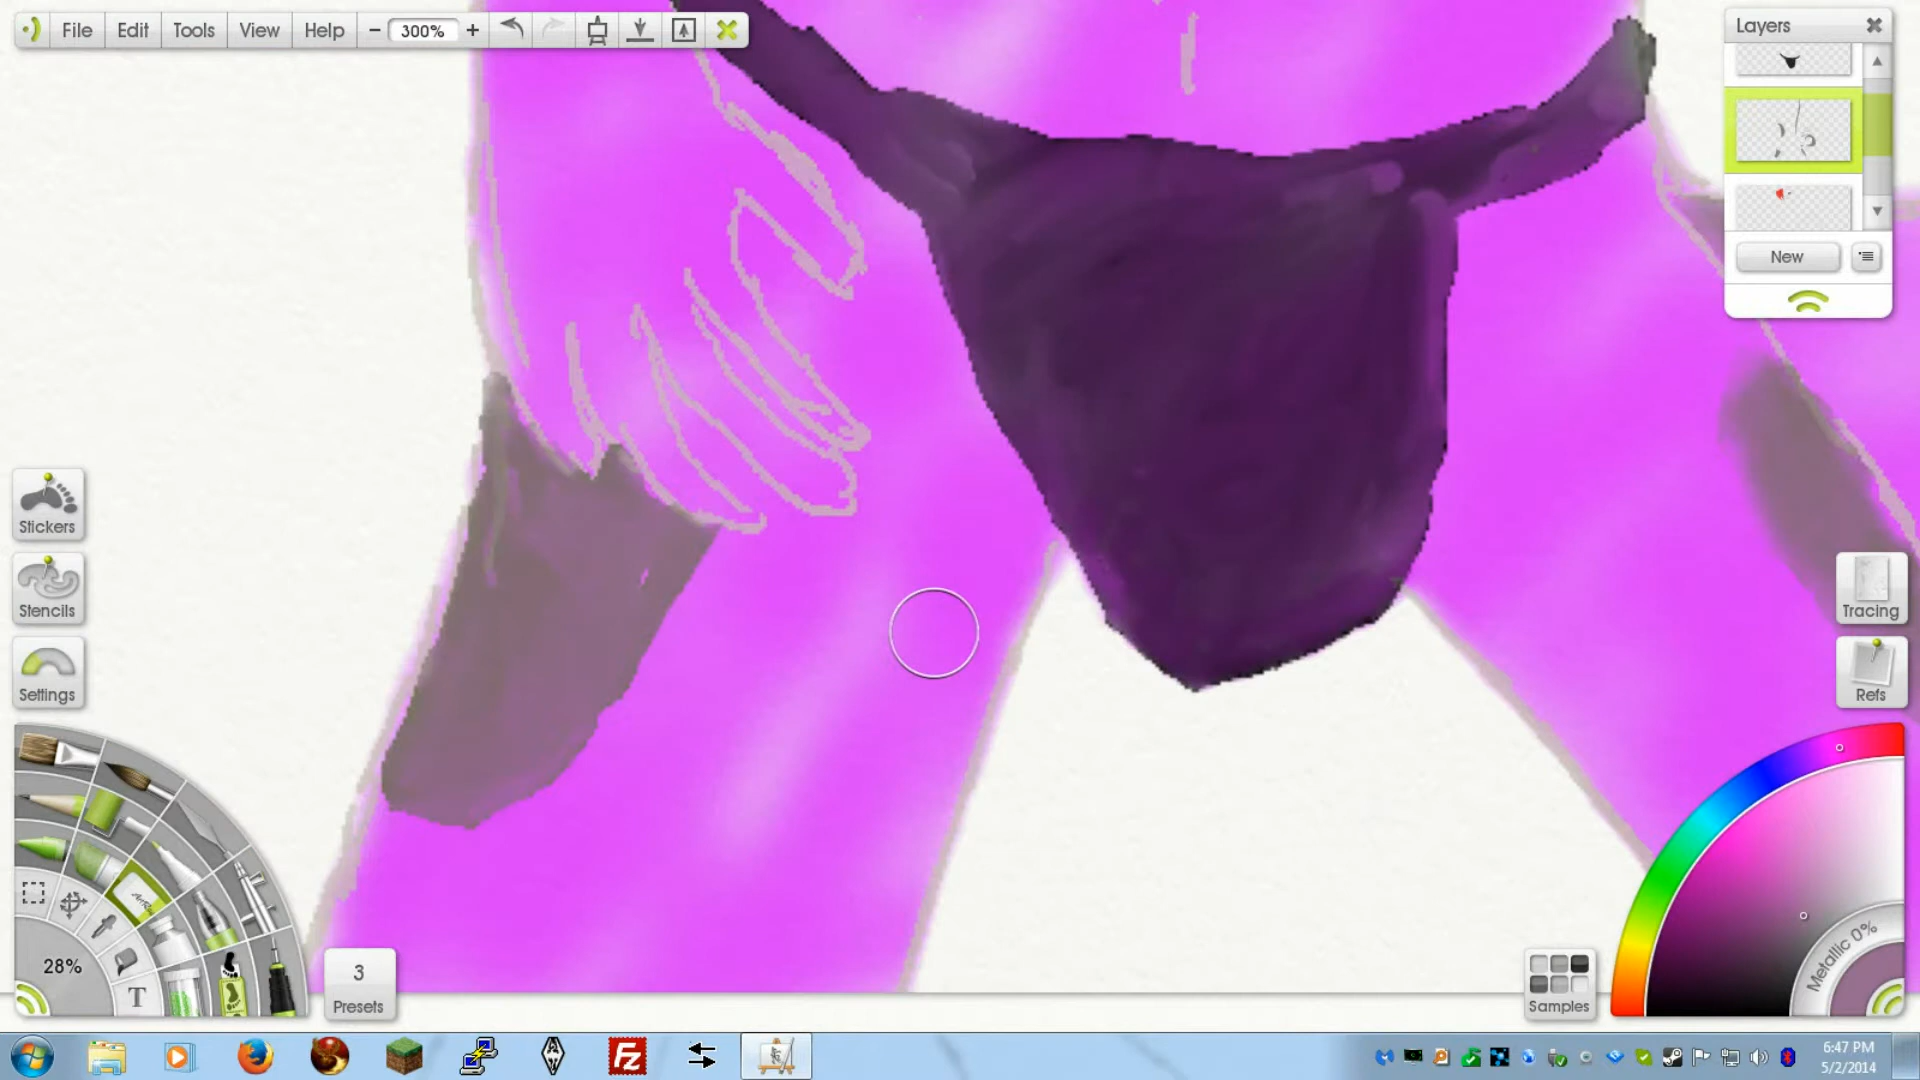 File Edit Tools View Help − 300% +
Layers
New
Stickers
Stencils
Settings
Tracing
Refs
28%
T
3
Presets
Samples
Metallic 0%
FZ
6:47 PM
5/2/2014